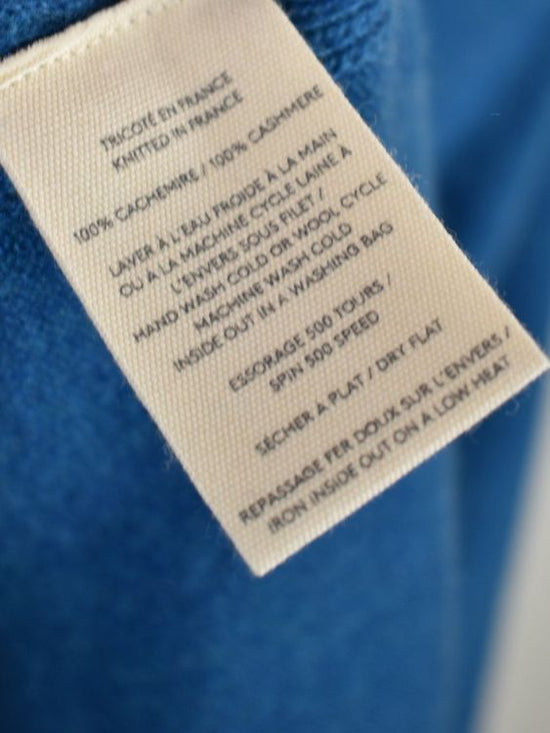 TRICOTÉ EN FRANCE
KNITTED IN FRANCE
100% CACHEMIRE / 100% CASHMERE
LAVER À L'EAU FROIDE À LA MAIN
OU A LA MACHINE CYCLE LAINE À
L'ENVERS SOUS FILET /
HAND WASH COLD OR WOOL CYCLE
MACHINE WASH COLD
INSIDE OUT IN A WASHING BAG
ESSORAGE 500 TOURS /
SPIN 500 SPEED
SÉCHER A PLAT / DRY FLAT
REPASSAGE FER DOUX SUR L'ENVERS /
IRON INSIDE OUT ON A LOW HEAT